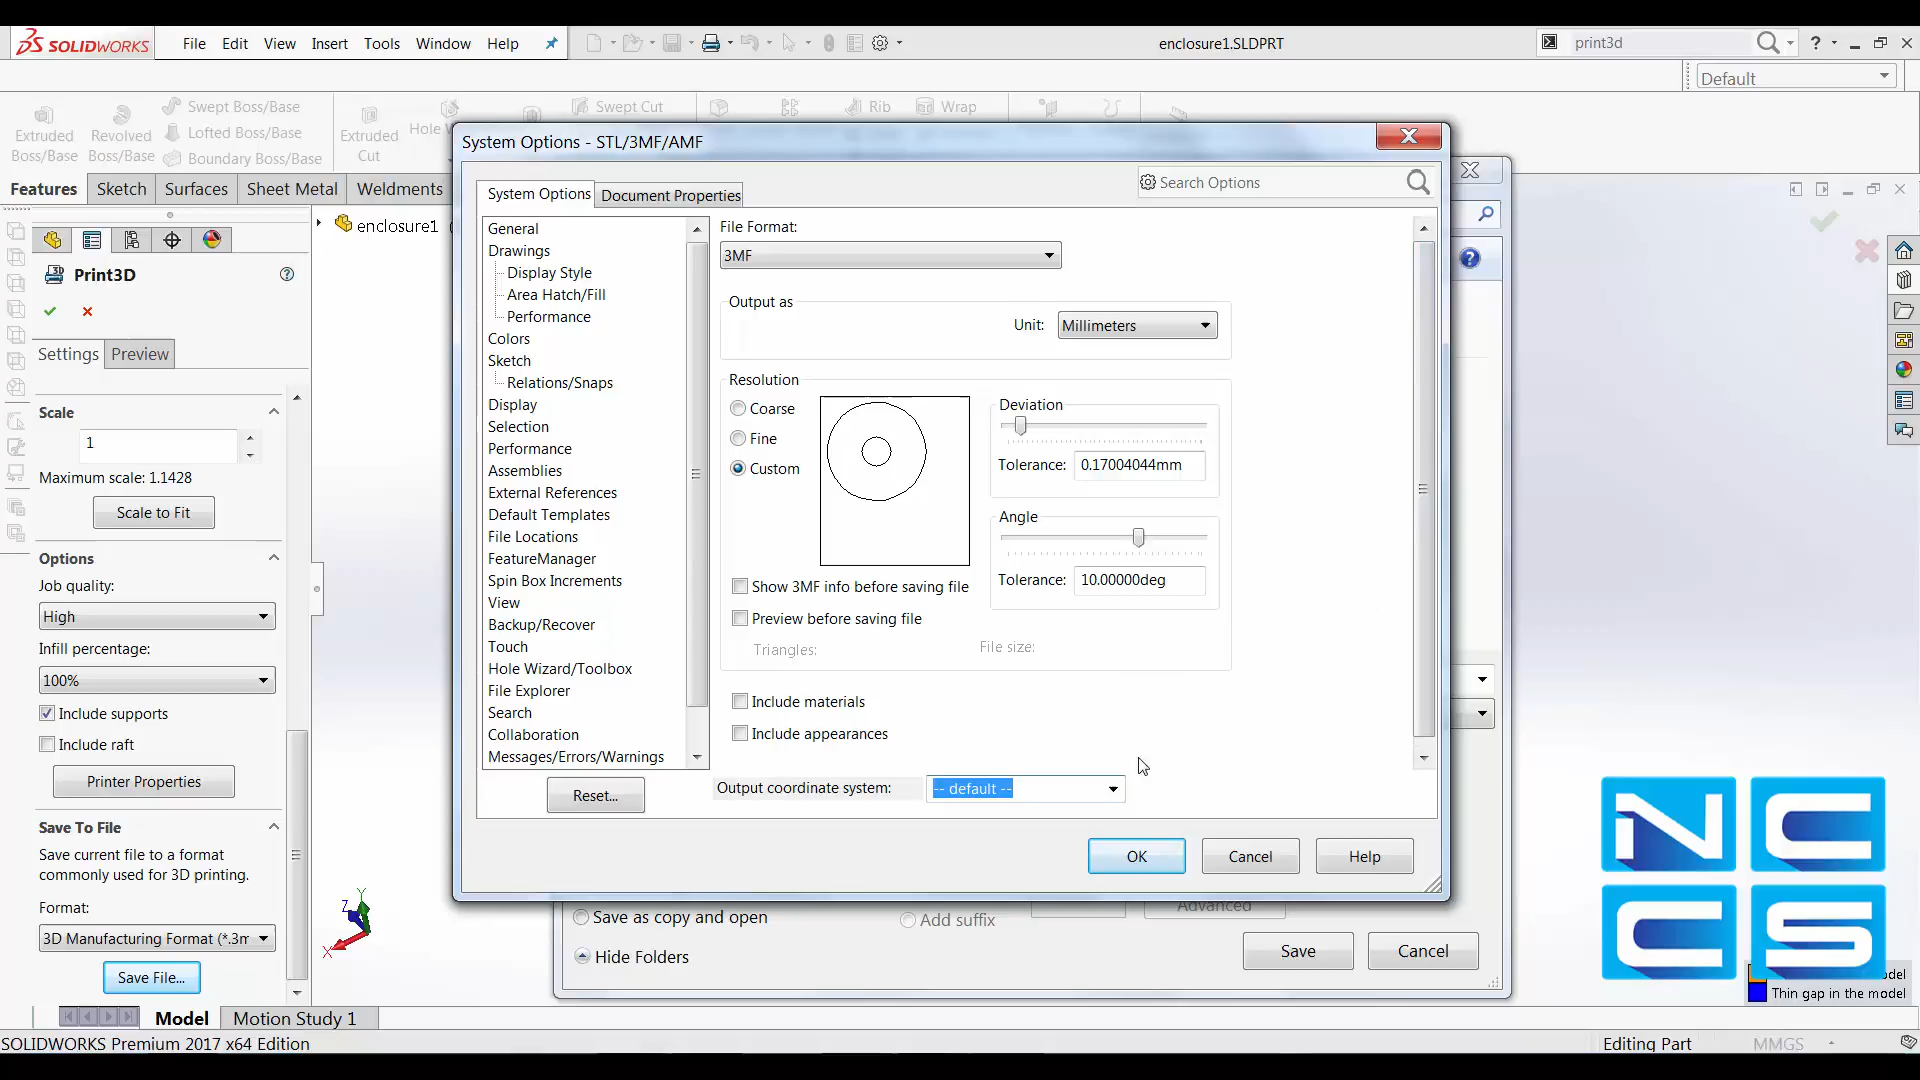 SOLIDWORKS File Edit View Insert Tools Window Help enclosure1.SLDPRT print3d ?
Default
Extruded Boss/Base
Revolved Boss/Base
Swept Boss/Base
Lofted Boss/Base
Boundary Boss/Base
Extruded Cut
Hole
Swept Cut
Rib
Wrap
Features Sketch Surfaces Sheet Metal Weldments
enclosure1
Print3D
Settings Preview
Scale
1
Maximum scale: 1.1428
Scale to Fit
Options
Job quality:
High
Infill percentage:
100%
Include supports
Include raft
Printer Properties
Save To File
Save current file to a format
commonly used for 3D printing.
Format:
3D Manufacturing Format (*.3m
Save File...
System Options - STL/3MF/AMF
System Options Document Properties
Search Options
General
Drawings
Display Style
Area Hatch/Fill
Performance
Colors
Sketch
Relations/Snaps
Display
Selection
Performance
Assemblies
External References
Default Templates
File Locations
FeatureManager
Spin Box Increments
View
Backup/Recover
Touch
Hole Wizard/Toolbox
File Explorer
Search
Collaboration
Messages/Errors/Warnings
Reset...
File Format:
3MF
Output as
Unit: Millimeters
Resolution
Coarse
Fine
Custom
Deviation
Tolerance: 0.17004044mm
Angle
Tolerance: 10.00000deg
Show 3MF info before saving file
Preview before saving file
Triangles: File size:
Include materials
Include appearances
Output coordinate system: -- default --
OK Cancel Help
Save as copy and open Add suffix Advanced
Hide Folders Save Cancel
Y
Z
X
NC
CS
odel
Thin gap in the model
Model Motion Study 1
SOLIDWORKS Premium 2017 x64 Edition Editing Part MMGS